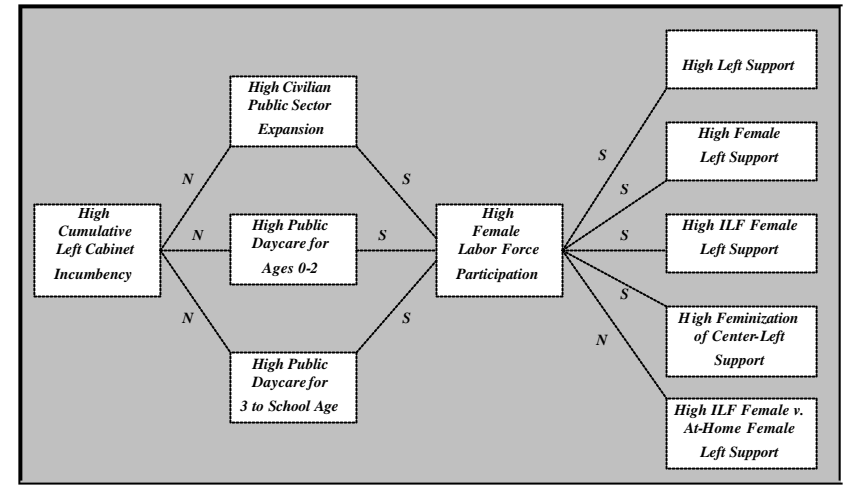 High
Cumulative
Left Cabinet
Incumbency
N
N
N
High Civilian
Public Sector
Expansion
High Public
Daycare for
Ages 0-2
High Public
Daycare for
3 to School Age
S
S
S
High
Female
Labor Force
Participation
S
S
S
S
N
High Left Support
High Female
Left Support
High ILF Female
Left Support
High Feminization
of Center-Left
Support
High ILF Female v.
At-Home Female
Left Support